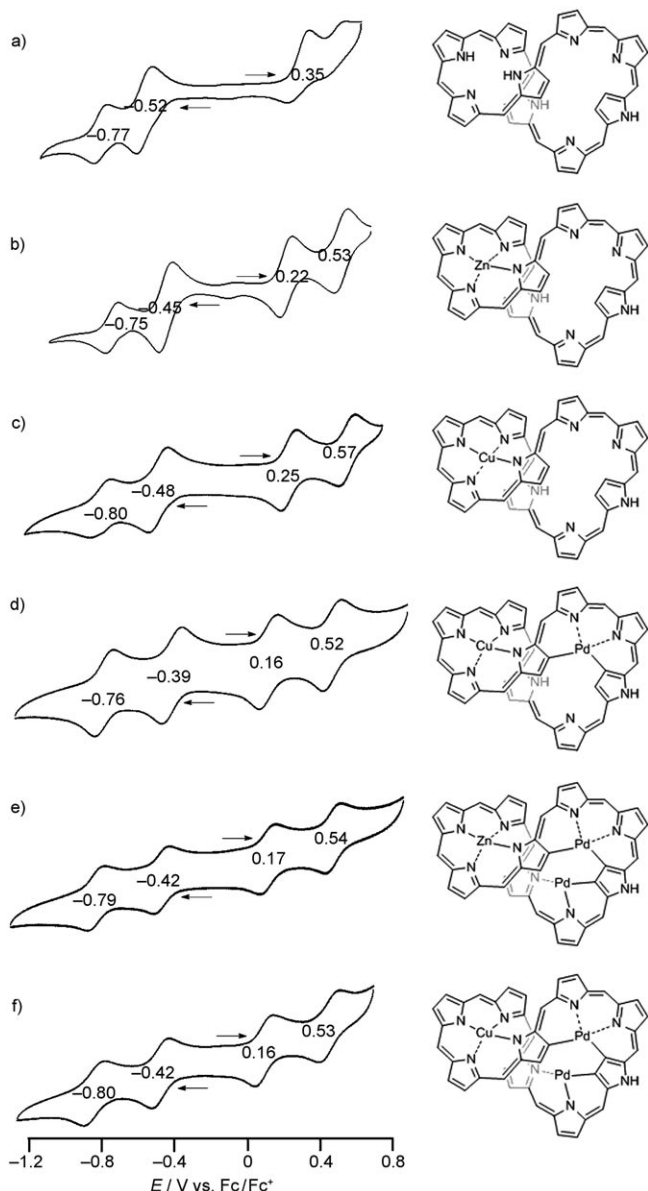 a)
0.35
–0.52
–0.77
N
NH N
HN
N NH NH
N
b)
0.53
0.22
–0.45
–0.75
N
N N N
Zn N
N NH NH
N
c)
0.57
0.25
–0.48
–0.80
N
N N N
Cu N
N NH NH
N
d)
0.52
0.16
–0.39
–0.76
N
N N Pd N
Cu N
N NH NH
N
e)
0.54
0.17
–0.42
–0.79
N
N N Pd N
Zn N
N N Pd NH
N
f)
0.53
0.16
–0.42
–0.80
N
N N Pd N
Cu N
N N Pd NH
N
–1.2 –0.8 –0.4 0 0.4 0.8
E / V vs. Fc/Fc⁺